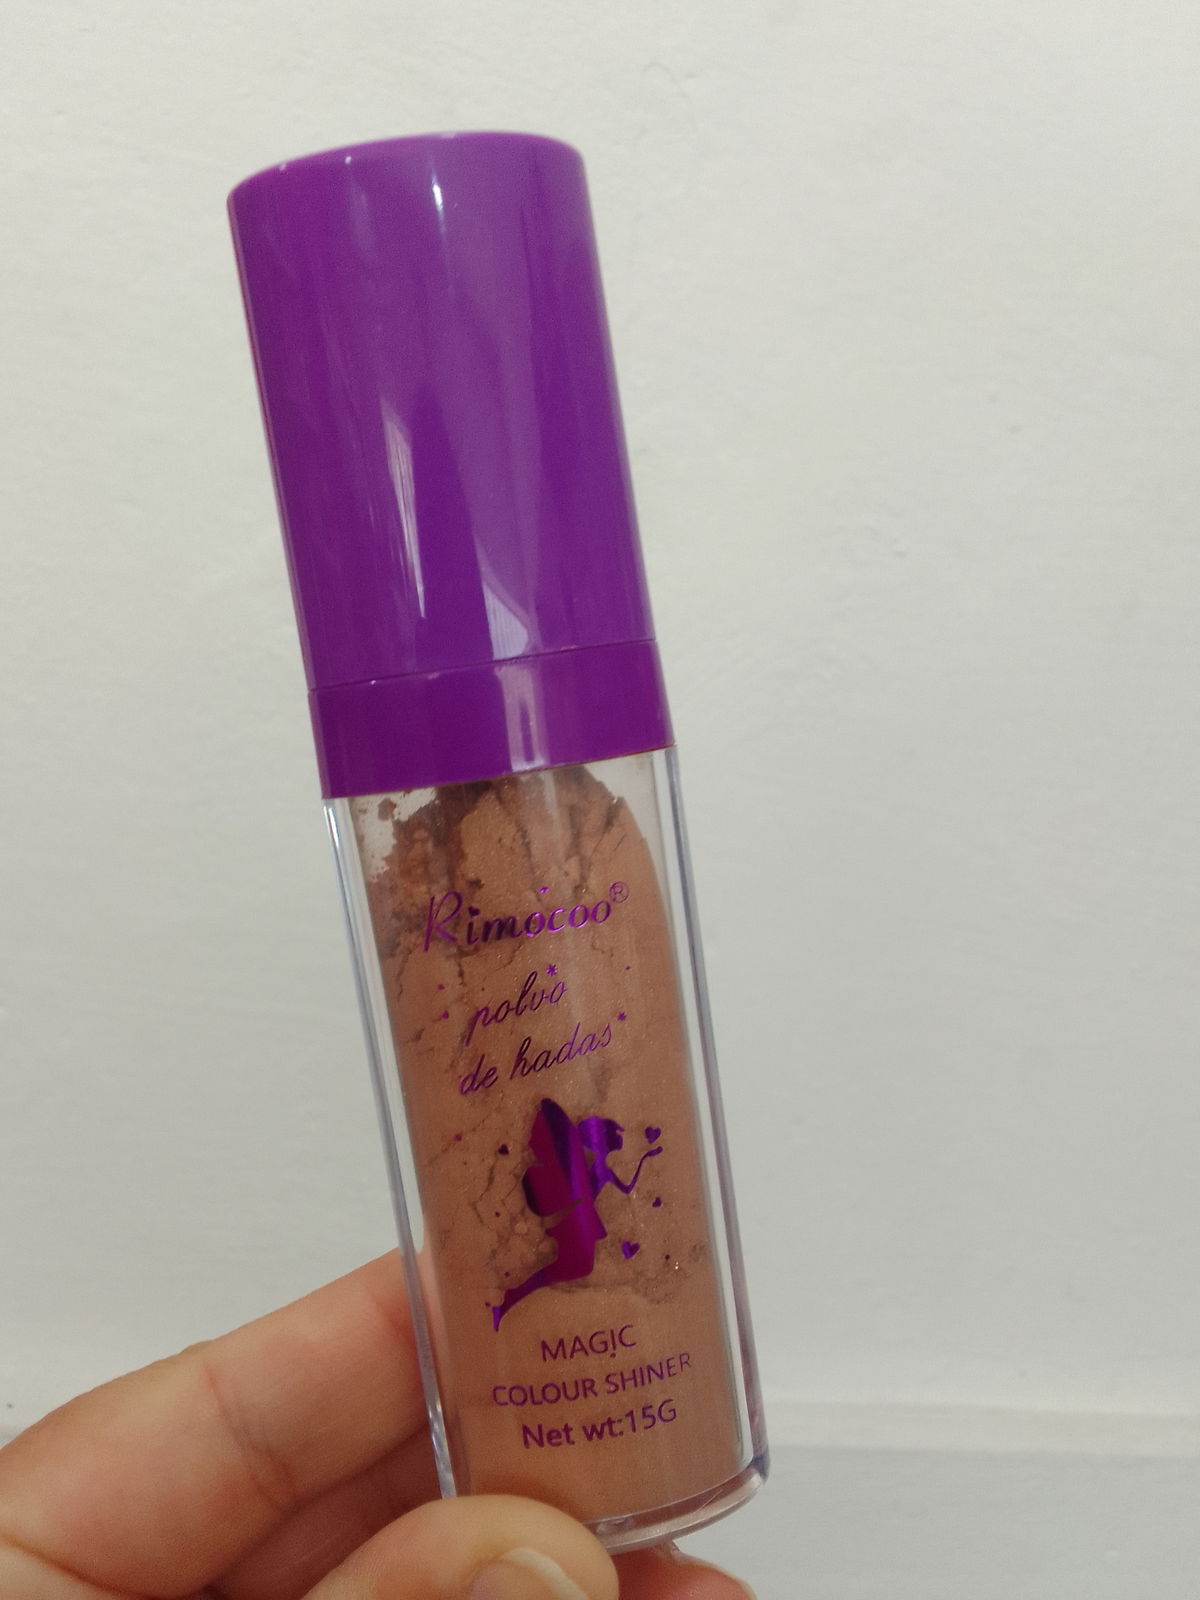 Rimocoo®
polvo
de hadas
MAGIC
COLOUR SHINER
Net wt:15G